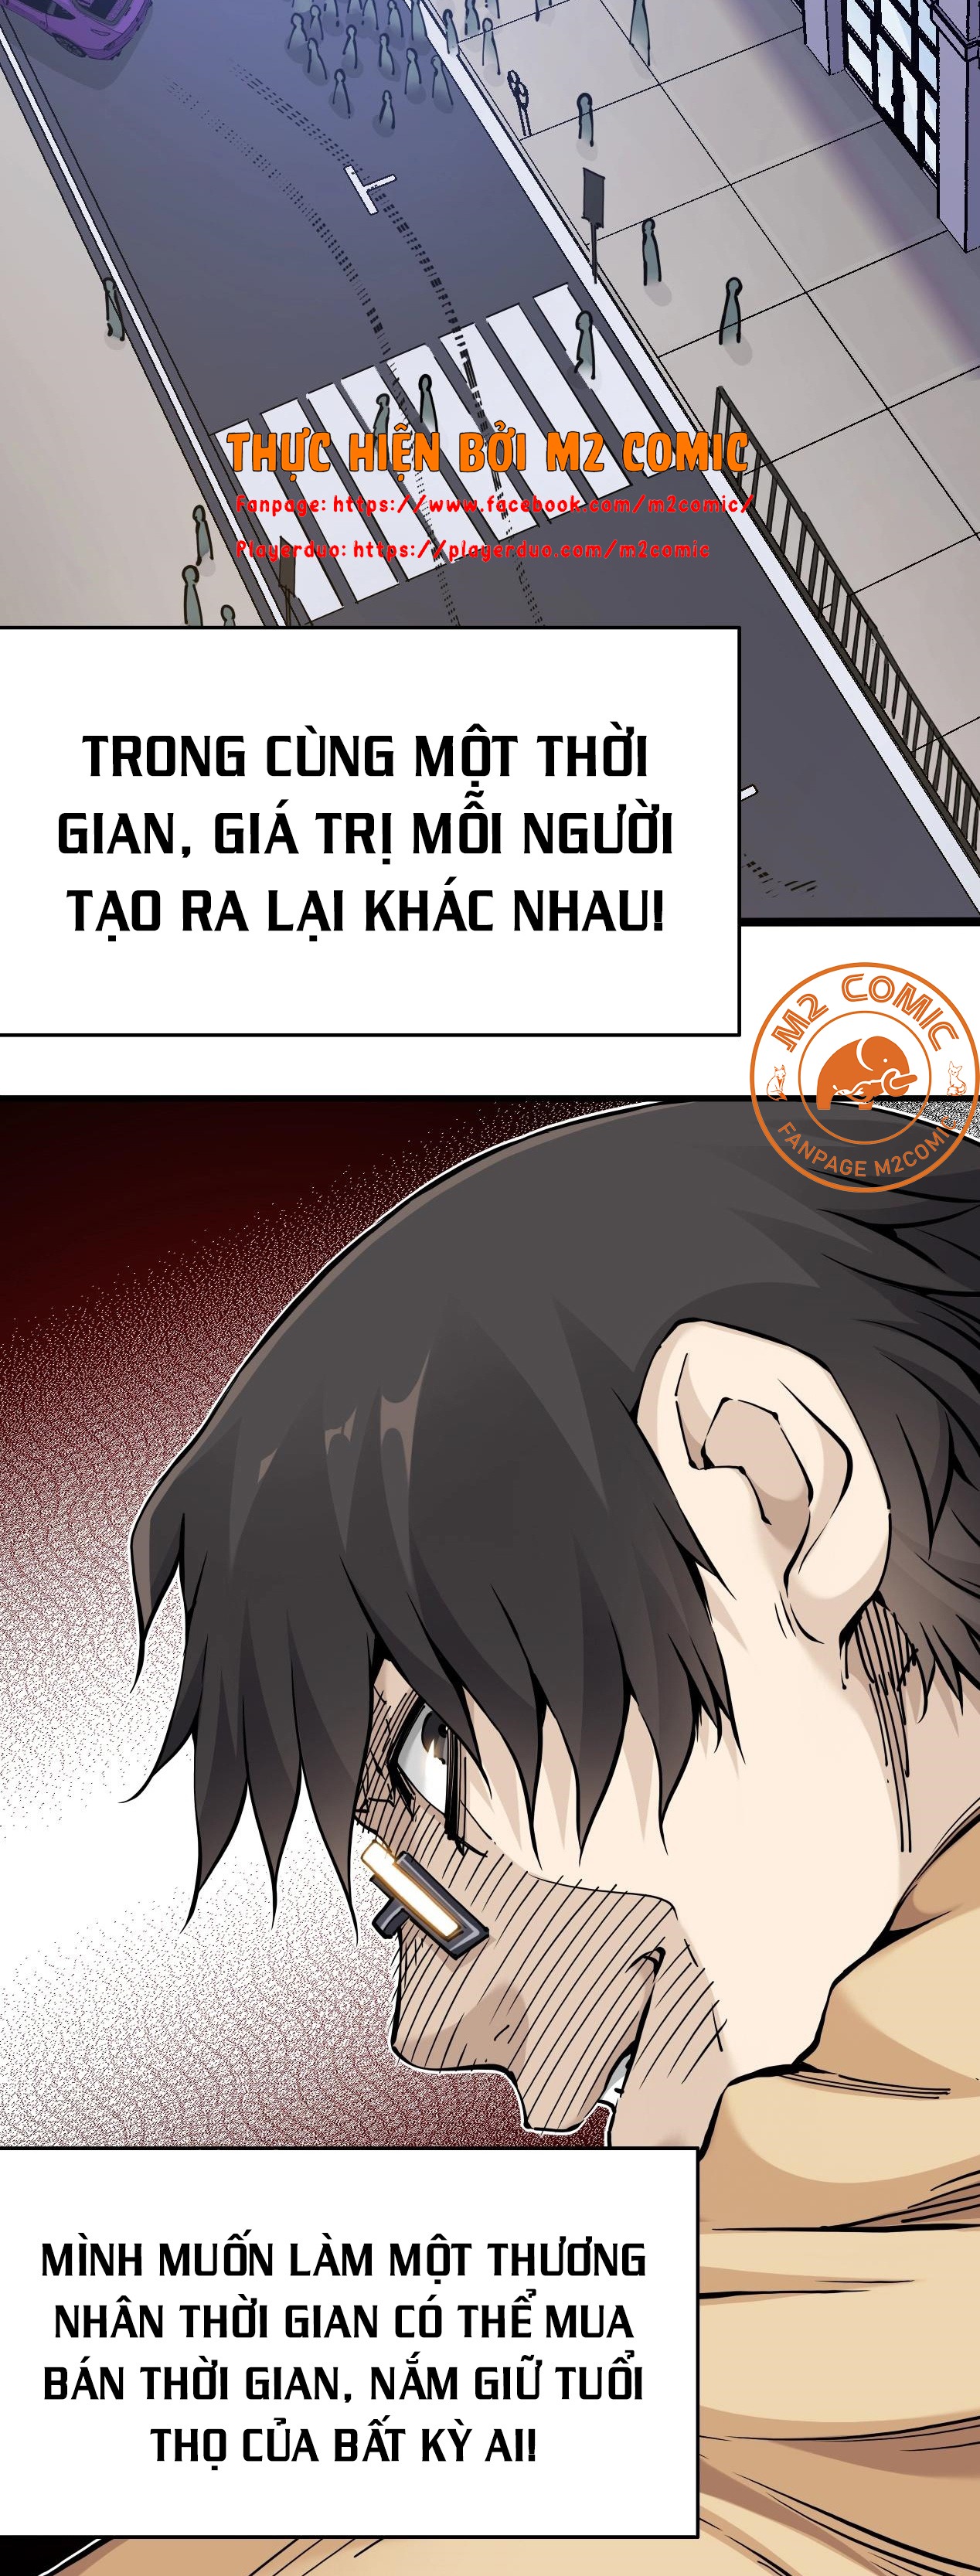 THỰC HIỆN BỞI M2 COMIC
Fanpage: https://www.facebook.com/m2comic/
Playerduo: https://playerduo.com/m2comic
TRONG CÙNG MỘT THỜI
GIAN, GIÁ TRỊ MỖI NGƯỜI
TẠO RA LẠI KHÁC NHAU!
M2 COMIC
FANPAGE M2COMIC
MÌNH MUỐN LÀM MỘT THƯƠNG
NHÂN THỜI GIAN CÓ THỂ MUA
BÁN THỜI GIAN, NẮM GIỮ TUỔI
THỌ CỦA BẤT KỲ AI!